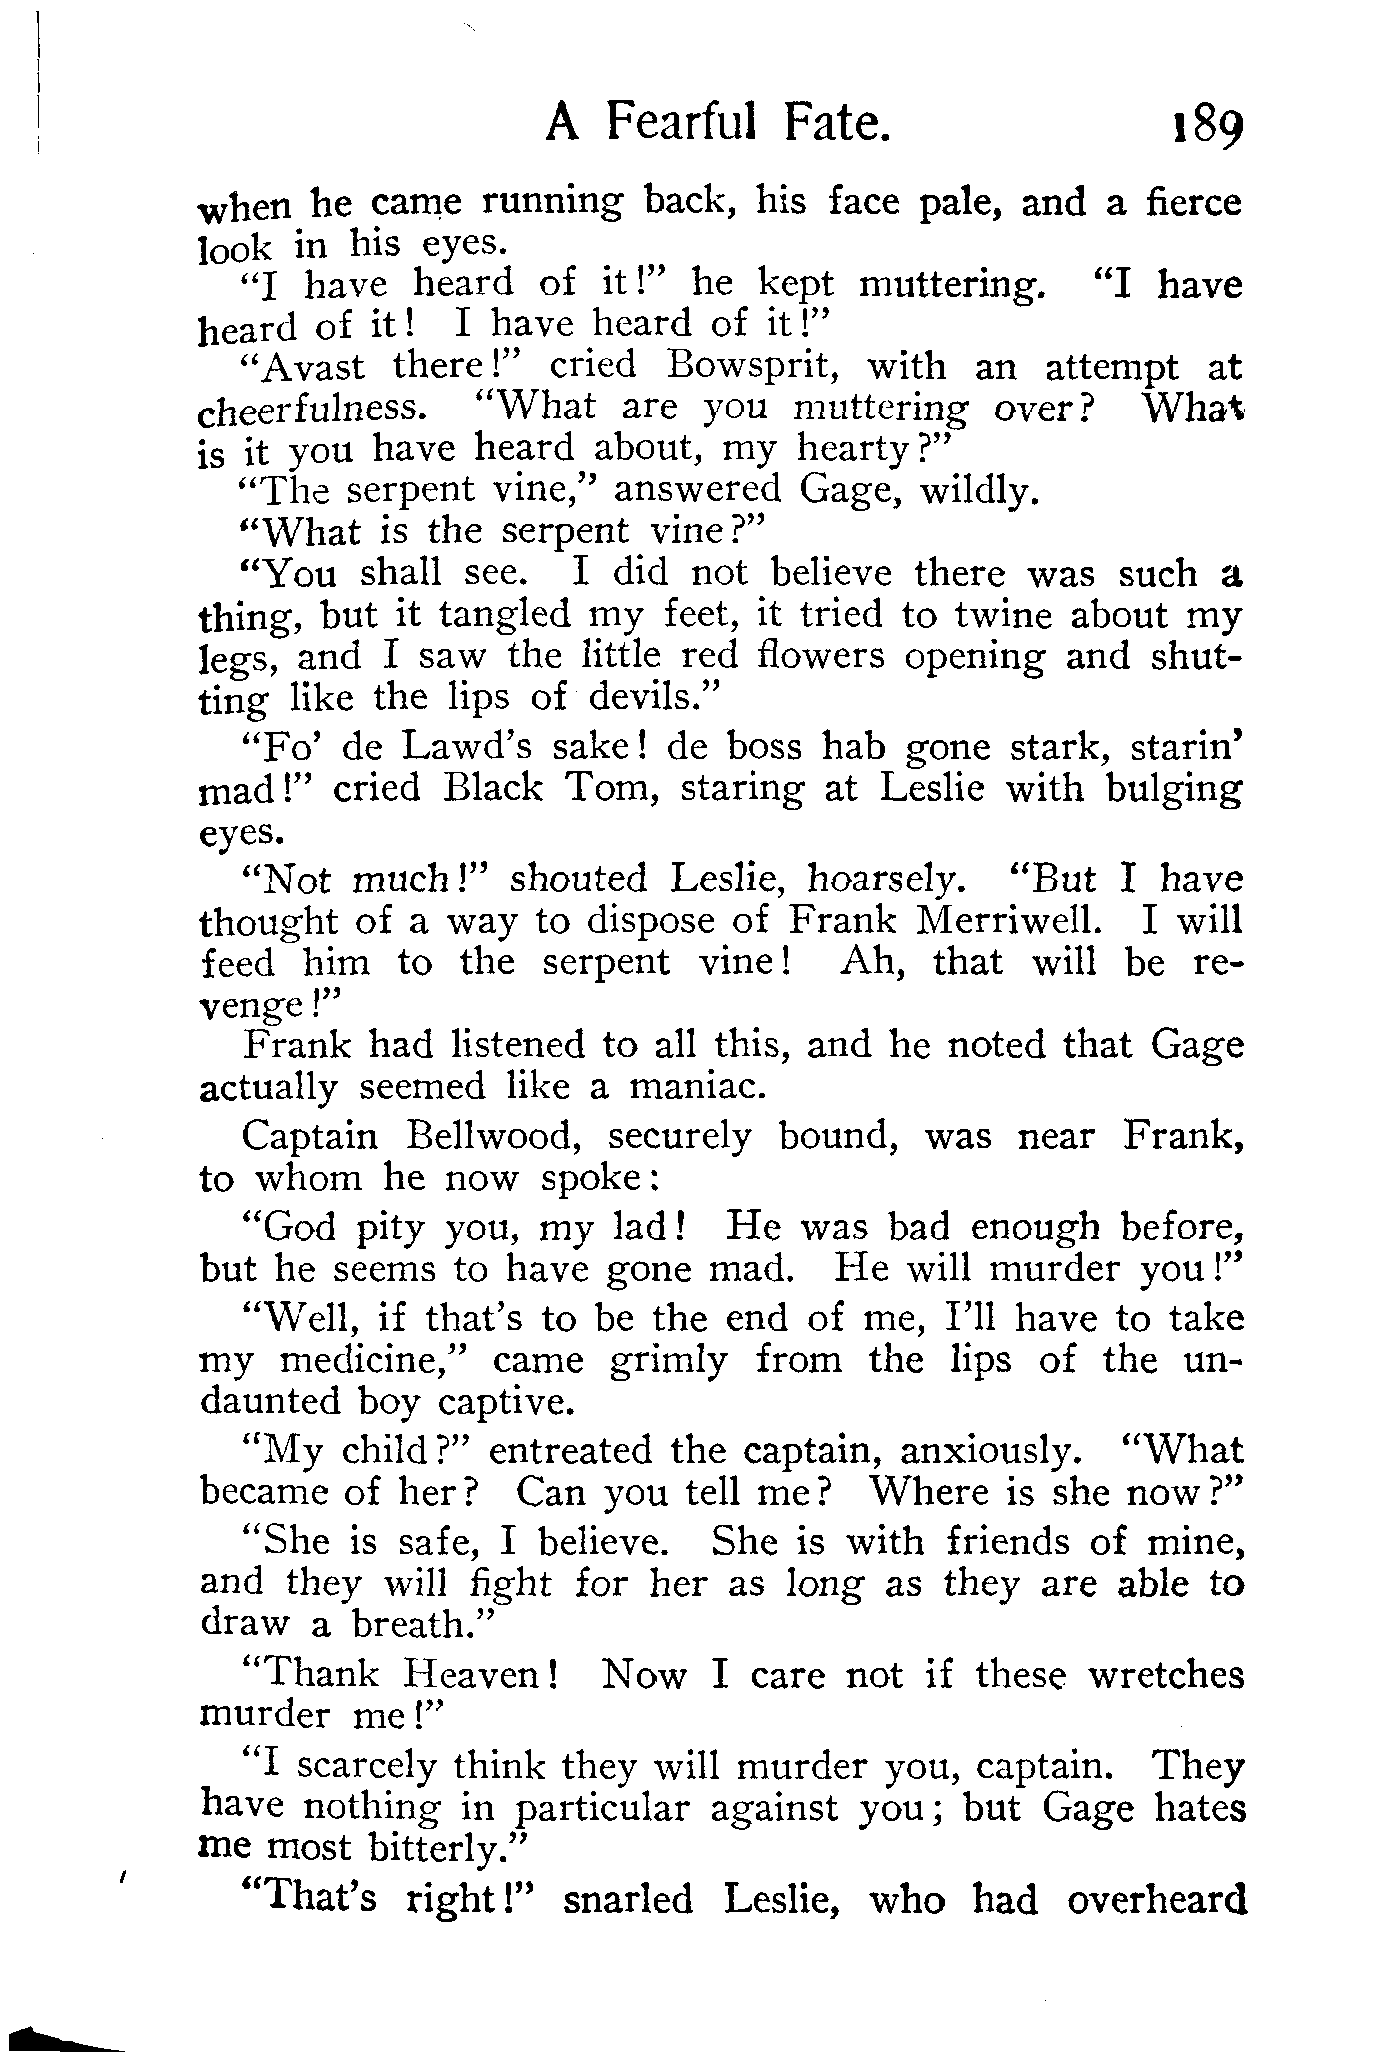 A Fearful Fate. 189
when he came running back, his face pale, and a fierce
look in his eyes.
“I have heard of it!” he kept muttering. “I have
heard of it! I have heard of it!”
“Avast there!” cried Bowsprit, with an attempt at
cheerfulness. “What are you muttering over? What
is it you have heard about, my hearty?”
“The serpent vine,” answered Gage, wildly.
“What is the serpent vine?”
“You shall see. I did not believe there was such a
thing, but it tangled my feet, it tried to twine about my
legs, and I saw the little red flowers opening and shut-
ting like the lips of devils.”
“Fo’ de Lawd’s sake! de boss hab gone stark, starin’
mad!” cried Black Tom, staring at Leslie with bulging
eyes.
“Not much!” shouted Leslie, hoarsely. “But I have
thought of a way to dispose of Frank Merriwell. I will
feed him to the serpent vine! Ah, that will be re-
venge!”
Frank had listened to all this, and he noted that Gage
actually seemed like a maniac.
Captain Bellwood, securely bound, was near Frank,
to whom he now spoke:
“God pity you, my lad! He was bad enough before,
but he seems to have gone mad. He will murder you!”
“Well, if that’s to be the end of me, I’ll have to take
my medicine,” came grimly from the lips of the un-
daunted boy captive.
“My child?” entreated the captain, anxiously. “What
became of her? Can you tell me? Where is she now?”
“She is safe, I believe. She is with friends of mine,
and they will fight for her as long as they are able to
draw a breath.”
“Thank Heaven! Now I care not if these wretches
murder me!”
“I scarcely think they will murder you, captain. They
have nothing in particular against you; but Gage hates
me most bitterly.”
“That’s right!” snarled Leslie, who had overheard